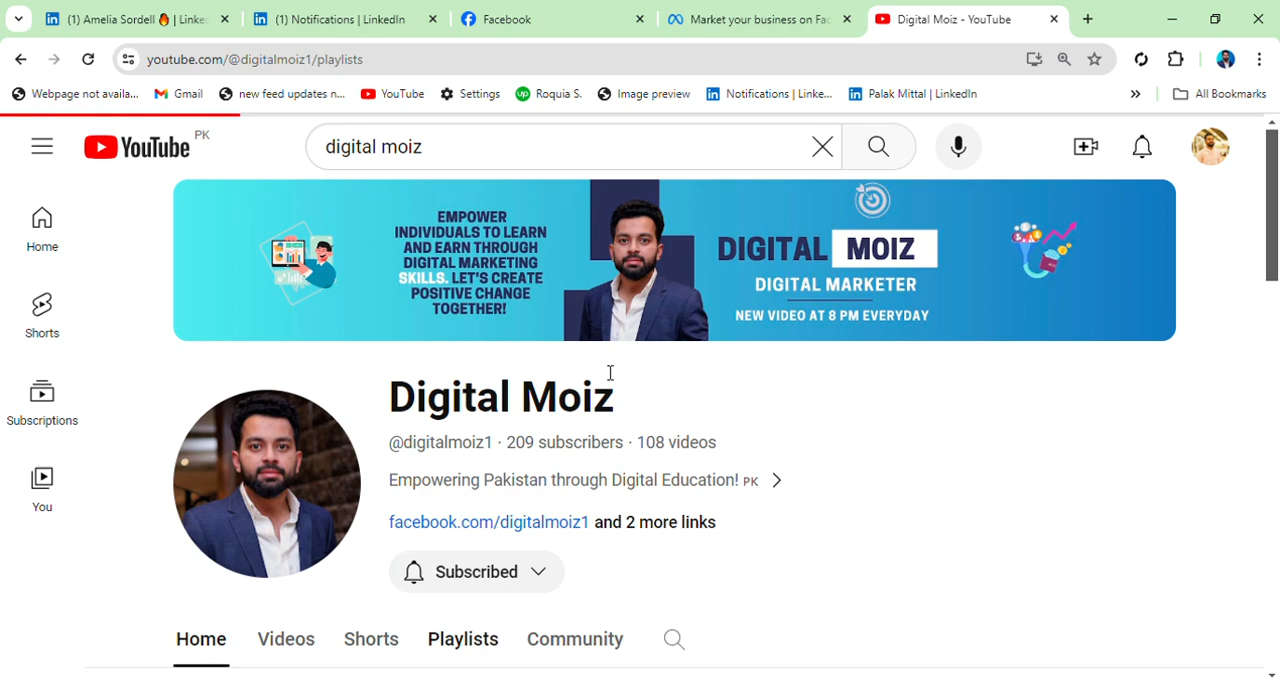 (1) Amelia Sordell 🔥 | Linke
(1) Notifications | LinkedIn
Facebook
Market your business on Fac
Digital Moiz - YouTube
youtube.com/@digitalmoiz1/playlists
Webpage not availa...
Gmail
new feed updates n...
YouTube
Settings
Roquia S.
Image preview
Notifications | Linke...
Palak Mittal | LinkedIn
»
All Bookmarks
YouTube PK
digital moiz
Home
Shorts
Subscriptions
You
EMPOWER
INDIVIDUALS TO LEARN
AND EARN THROUGH
DIGITAL MARKETING
SKILLS. LET'S CREATE
POSITIVE CHANGE
TOGETHER!
DIGITAL MOIZ
DIGITAL MARKETER
NEW VIDEO AT 8 PM EVERYDAY
Digital Moiz
@digitalmoiz1 · 209 subscribers · 108 videos
Empowering Pakistan through Digital Education! PK
facebook.com/digitalmoiz1 and 2 more links
Subscribed
Home Videos Shorts Playlists Community